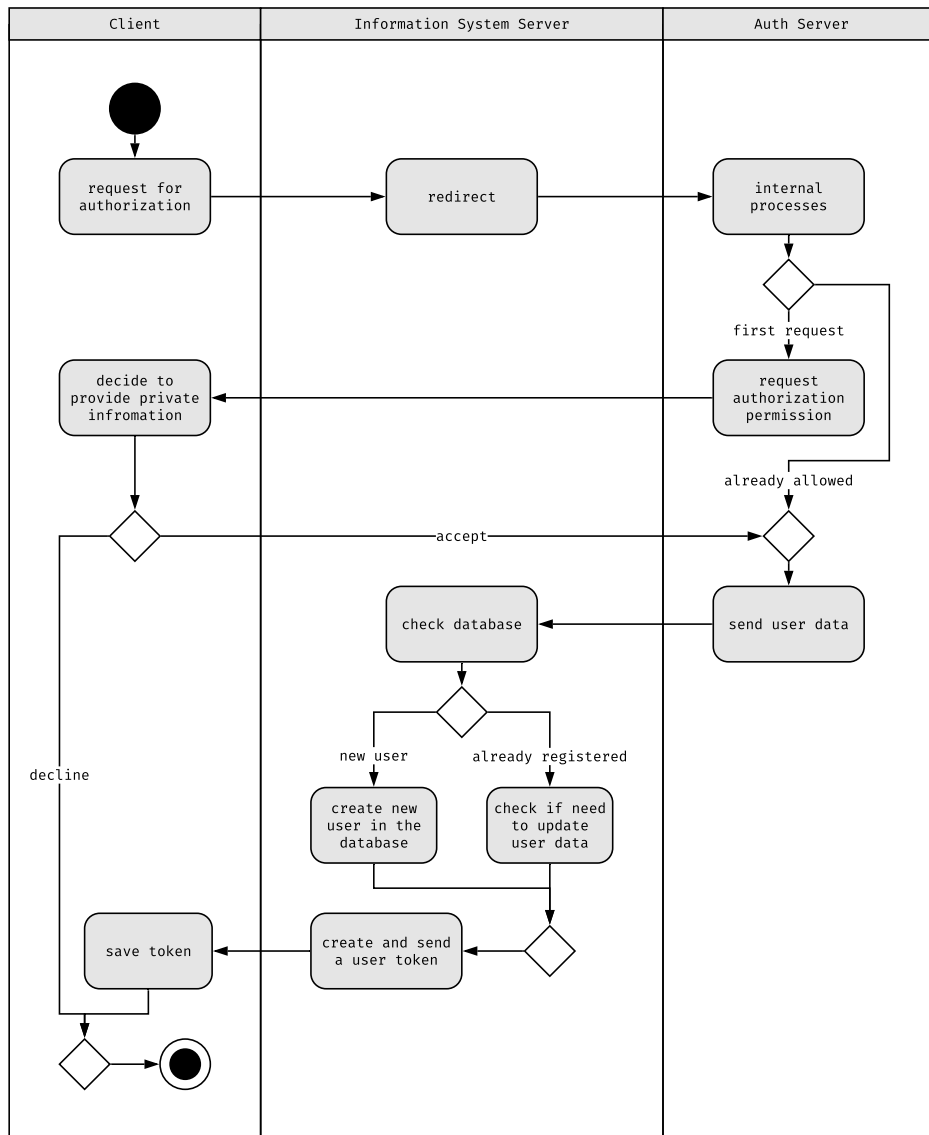 Client
Information System Server
Auth Server
request for
authorization
redirect
internal
processes
first request
decide to
provide private
infromation
request
authorization
permission
already allowed
accept
check database
send user data
new user
already registered
decline
create new
user in the
database
check if need
to update
user data
save token
create and send
a user token